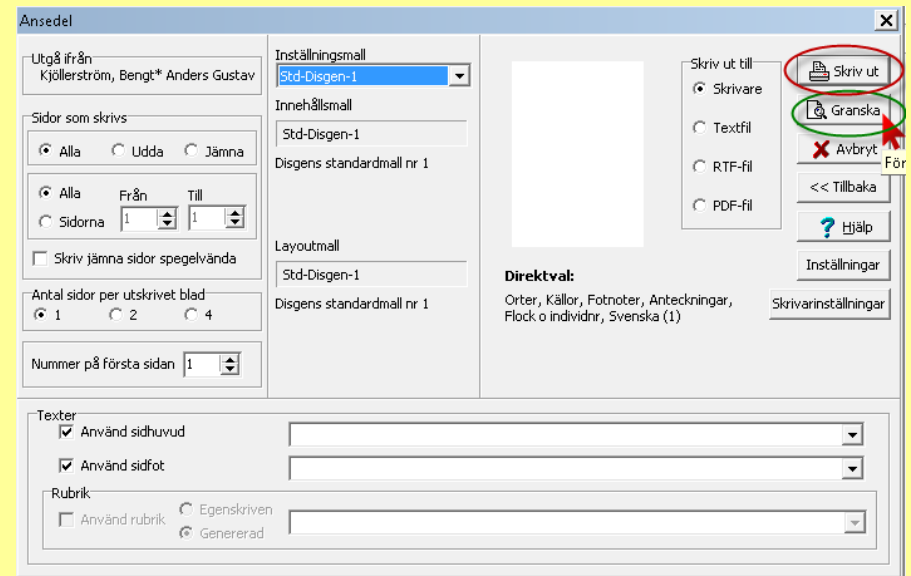 Ansedel
Utgå ifrån
Kjöllerström, Bengt* Anders Gustav
Sidor som skrivs
Alla Udda Jämna
Alla Från Till
Sidorna 1 1
Skriv jämna sidor spegelvända
Antal sidor per utskrivet blad
1 2 4
Nummer på första sidan 1
Inställningsmall
Std-Disgen-1
Innehållsmall
Std-Disgen-1
Disgens standardmall nr 1
Layoutmall
Std-Disgen-1
Disgens standardmall nr 1
Direktval:
Orter, Källor, Fotnoter, Anteckningar,
Flock o individnr, Svenska (1)
Skriv ut till
Skrivare
Textfil
RTF-fil
PDF-fil
Skriv ut
Granska
Avbryt
För
<< Tillbaka
Hjälp
Inställningar
Skrivarinställningar
Texter
Använd sidhuvud
Använd sidfot
Rubrik
Använd rubrik
Egenskriven
Genererad